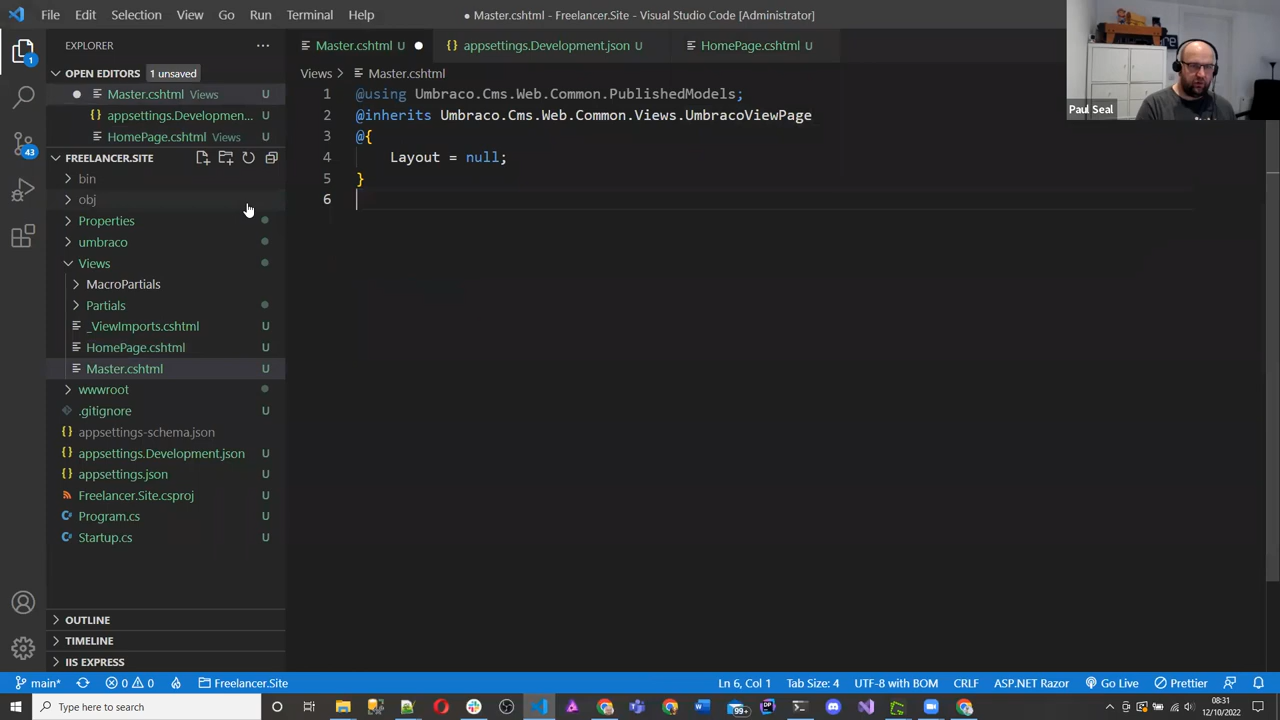 File Edit Selection View Go Run Terminal Help
● Master.cshtml - Freelancer.Site - Visual Studio Code [Administrator]
EXPLORER
OPEN EDITORS 1 unsaved
Master.cshtml Views U
appsettings.Developmen... U
HomePage.cshtml Views U
FREELANCER.SITE
bin
obj
Properties
umbraco
Views
MacroPartials
Partials
_ViewImports.cshtml U
HomePage.cshtml U
Master.cshtml U
wwwroot
.gitignore U
appsettings-schema.json
appsettings.Development.json U
appsettings.json U
Freelancer.Site.csproj U
Program.cs U
Startup.cs U
OUTLINE
TIMELINE
IIS EXPRESS
1
43
Master.cshtml U appsettings.Development.json U HomePage.cshtml U
Views > Master.cshtml
1 @using Umbraco.Cms.Web.Common.PublishedModels;
2 @inherits Umbraco.Cms.Web.Common.Views.UmbracoViewPage
3 @{
4 Layout = null;
5 }
6
Paul Seal
main* 0 0 Freelancer.Site Ln 6, Col 1 Tab Size: 4 UTF-8 with BOM CRLF ASP.NET Razor Go Live Prettier
Type here to search
99+
08:31
12/10/2022